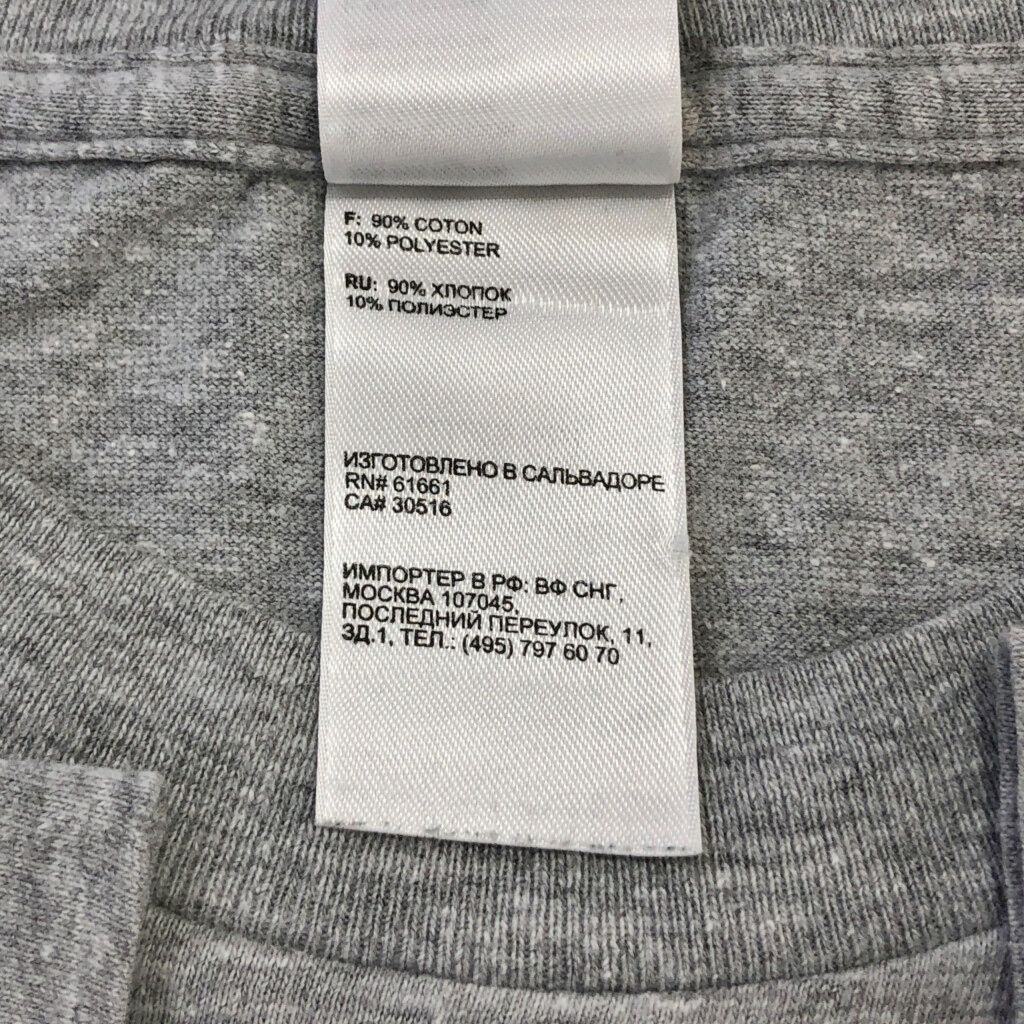 F: 90% COTON
10% POLYESTER
RU: 90% ХЛОПОК
10% ПОЛИЭСТЕР
ИЗГОТОВЛЕНО В САЛЬВАДОРЕ
RN# 61661
CA# 30516
ИМПОРТЕР В РФ: ВФ СНГ,
МОСКВА 107045,
ПОСЛЕДНИЙ ПЕРЕУЛОК, 11,
ЗД.1, ТЕЛ.: (495) 797 60 70